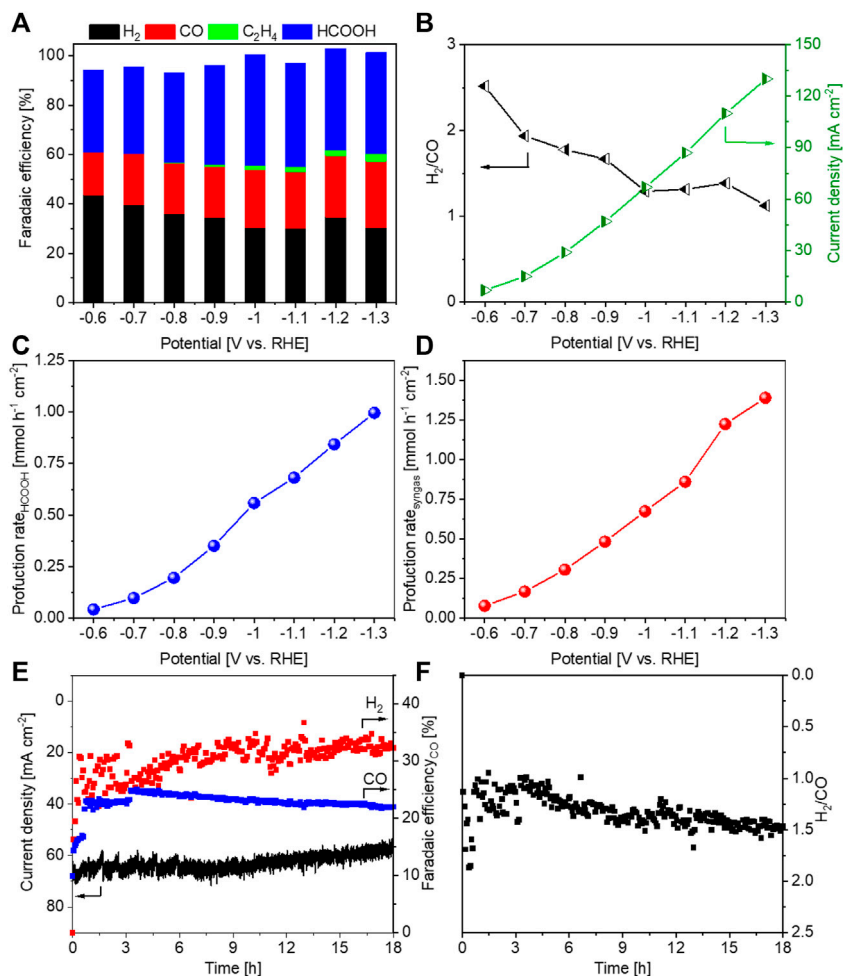 A
H2 CO C2H4 HCOOH
Faradaic efficiency [%]
100
80
60
40
20
0
-0.6 -0.7 -0.8 -0.9 -1 -1.1 -1.2 -1.3
Potential [V vs. RHE]
B
H2/CO
3
2
1
0
150
120
90
60
30
0
Current density [mA cm-2]
-0.6 -0.7 -0.8 -0.9 -1 -1.1 -1.2 -1.3
Potential [V vs. RHE]
C
Profuction rateHCOOH [mmol h-1 cm-2]
1.25
1.00
0.75
0.50
0.25
0.00
-0.6 -0.7 -0.8 -0.9 -1 -1.1 -1.2 -1.3
Potential [V vs. RHE]
D
Profuction ratesyngas [mmol h-1 cm-2]
1.50
1.25
1.00
0.75
0.50
0.25
0.00
-0.6 -0.7 -0.8 -0.9 -1 -1.1 -1.2 -1.3
Potential [V vs. RHE]
E
Current density [mA cm-2]
0
20
40
60
80
H2
CO
40
30
20
10
0
Faradaic efficiencyCO [%]
0 3 6 9 12 15 18
Time [h]
F
0.0
0.5
1.0
1.5
2.0
2.5
H2/CO
0 3 6 9 12 15 18
Time [h]